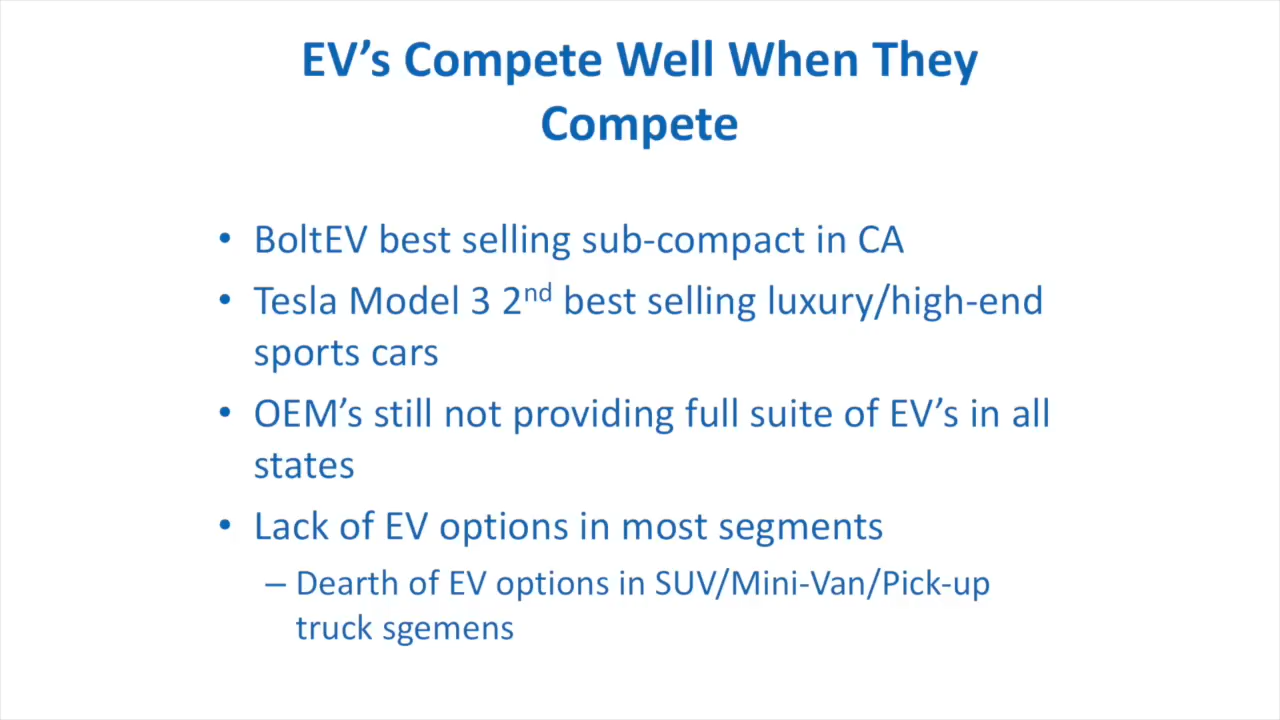 EV’s Compete Well When They
Compete
• BoltEV best selling sub-compact in CA
• Tesla Model 3 2nd best selling luxury/high-end
sports cars
• OEM’s still not providing full suite of EV’s in all
states
• Lack of EV options in most segments
– Dearth of EV options in SUV/Mini-Van/Pick-up
truck sgemens